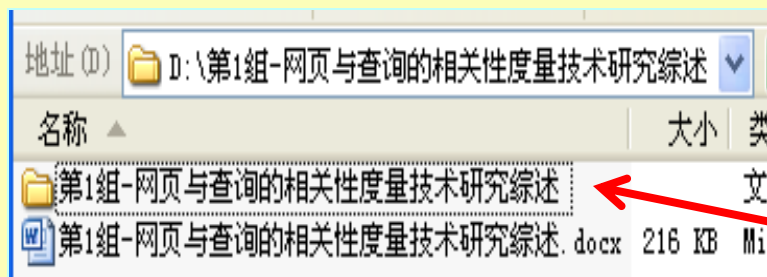 地址(D) D:\第1组-网页与查询的相关性度量技术研究综述
名称 大小 类
第1组-网页与查询的相关性度量技术研究综述 文
第1组-网页与查询的相关性度量技术研究综述.docx 216 KB Mi